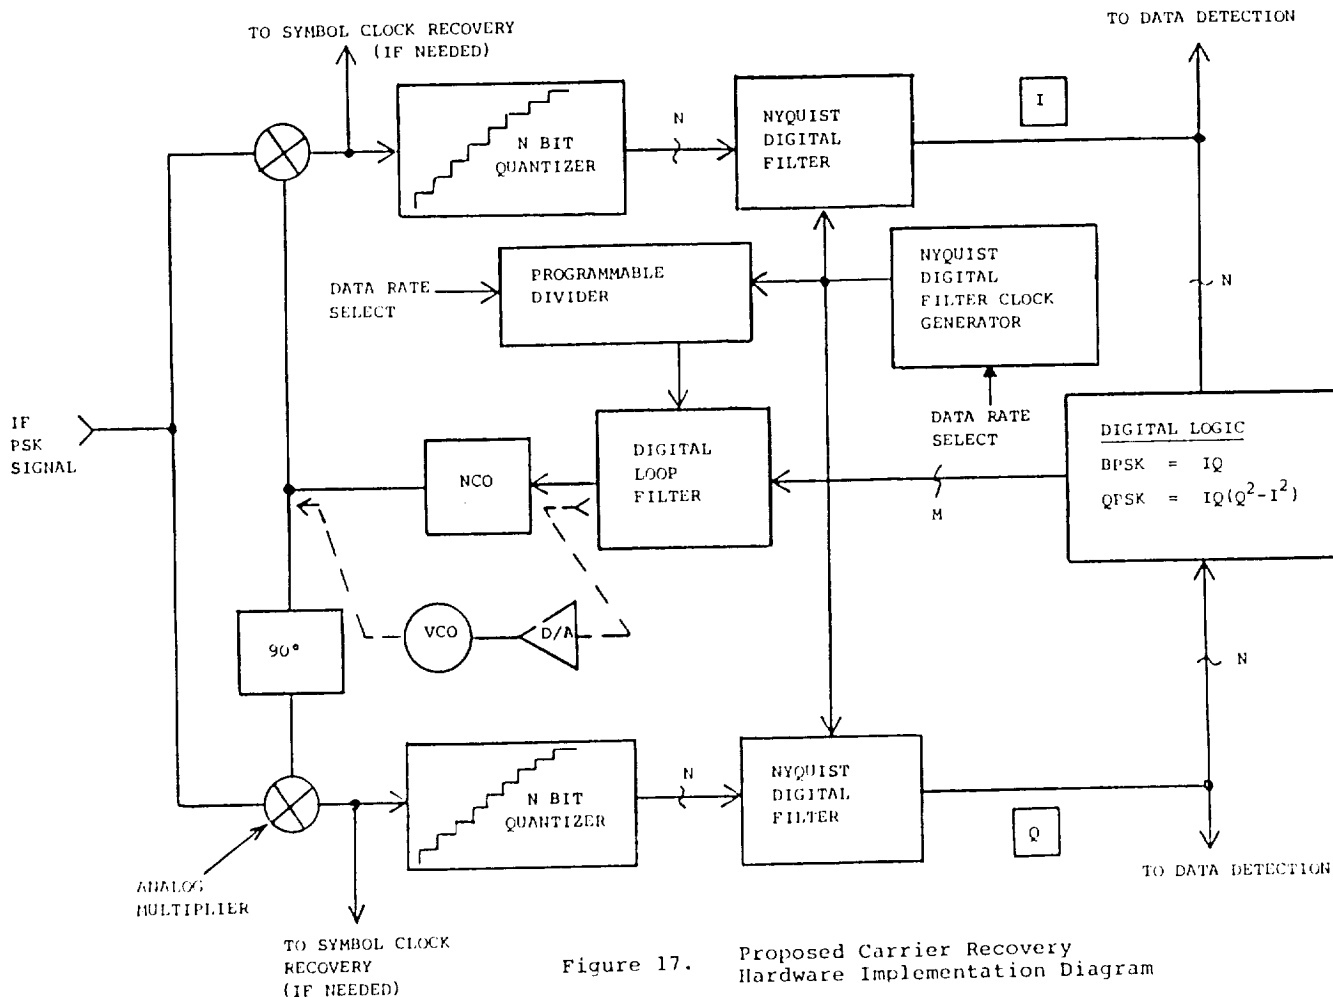 TO SYMBOL CLOCK RECOVERY
(IF NEEDED)
TO DATA DETECTION
N BIT
QUANTIZER
N
NYQUIST
DIGITAL
FILTER
I
DATA RATE
SELECT
PROGRAMMABLE
DIVIDER
NYQUIST
DIGITAL
FILTER CLOCK
GENERATOR
N
IF
PSK
SIGNAL
NCO
DIGITAL
LOOP
FILTER
DATA RATE
SELECT
M
DIGITAL LOGIC
BPSK = IQ
QPSK = IQ(Q²-I²)
90°
VCO
D/A
N
N BIT
QUANTIZER
N
NYQUIST
DIGITAL
FILTER
Q
ANALOG
MULTIPLIER
TO DATA DETECTION
TO SYMBOL CLOCK
RECOVERY
(IF NEEDED)
Figure 17. Proposed Carrier Recovery
Hardware Implementation Diagram